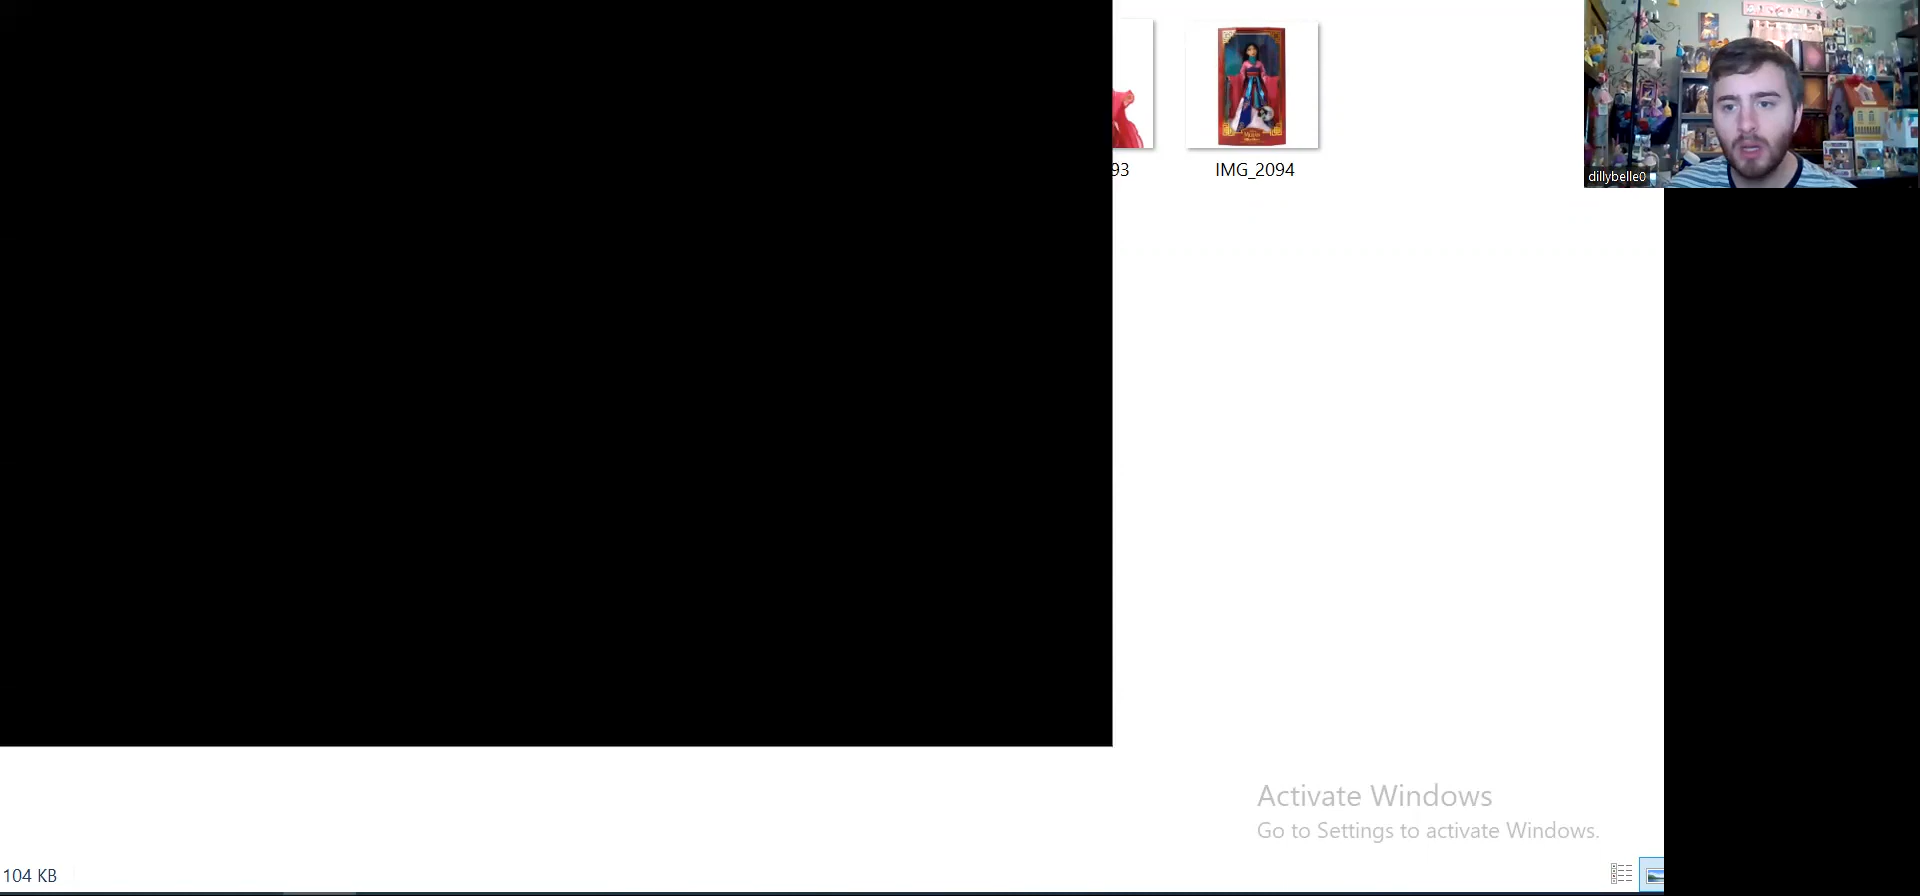 93
IMG_2094
dillybelle0
Activate Windows
Go to Settings to activate Windows.
104 KB